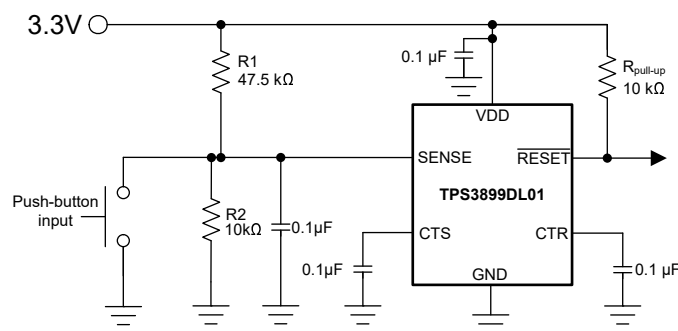 3.3V
R1
47.5 kΩ
0.1 µF
Rpull-up
10 kΩ
VDD
SENSE
RESET
TPS3899DL01
Push-button
input
R2
10kΩ
0.1µF
CTS
CTR
0.1µF
0.1 µF
GND